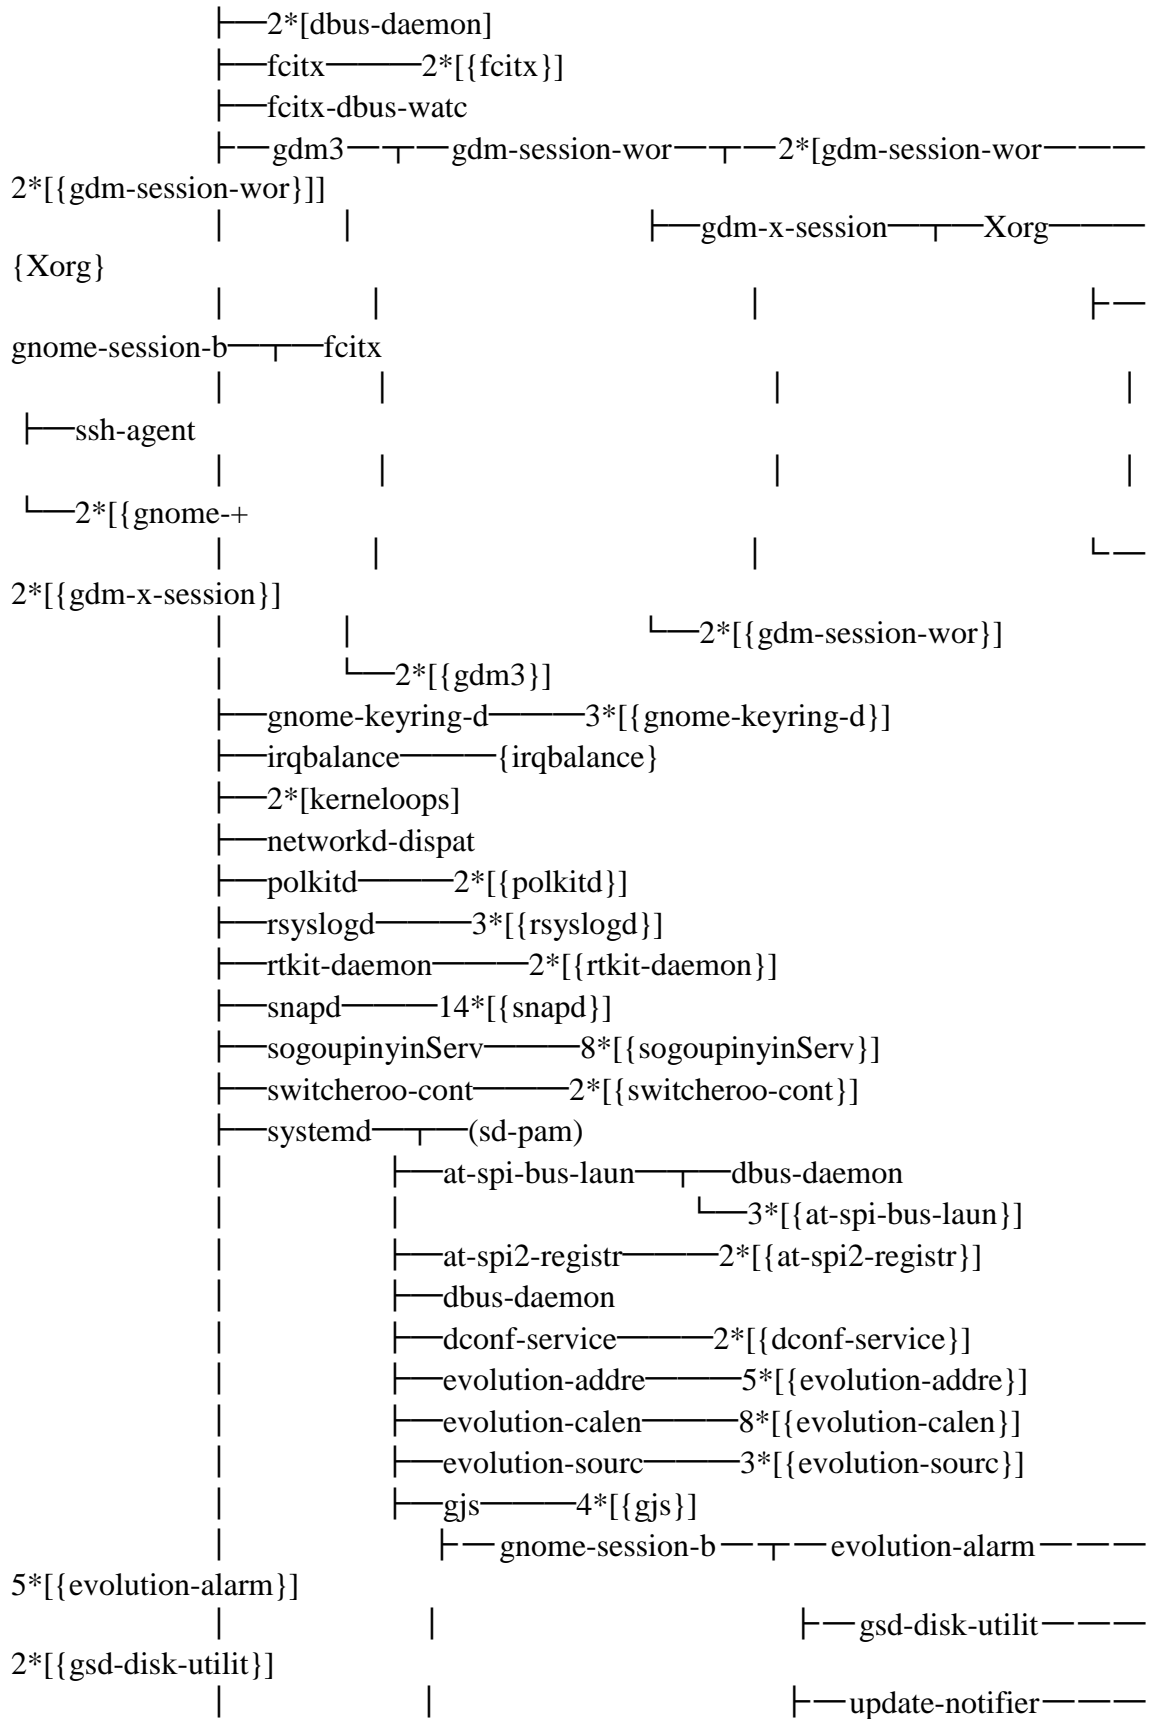 ├──2*[dbus-daemon]
├──fcitx───2*[{fcitx}]
├──fcitx-dbus-watc
├──gdm3─┬─gdm-session-wor─┬─2*[gdm-session-wor───
2*[{gdm-session-wor}]]
│ │ ├──gdm-x-session─┬─Xorg───
{Xorg}
│ │ │ ├─
gnome-session-b─┬─fcitx
│ │ │ │
├──ssh-agent
│ │ │ │
└──2*[{gnome-+
│ │ │ └─
2*[{gdm-x-session}]
│ │ └──2*[{gdm-session-wor}]
│ └──2*[{gdm3}]
├──gnome-keyring-d───3*[{gnome-keyring-d}]
├──irqbalance───{irqbalance}
├──2*[kerneloops]
├──networkd-dispat
├──polkitd───2*[{polkitd}]
├──rsyslogd───3*[{rsyslogd}]
├──rtkit-daemon───2*[{rtkit-daemon}]
├──snapd───14*[{snapd}]
├──sogoupinyinServ───8*[{sogoupinyinServ}]
├──switcheroo-cont───2*[{switcheroo-cont}]
├──systemd─┬─(sd-pam)
│ ├──at-spi-bus-laun─┬─dbus-daemon
│ │ └──3*[{at-spi-bus-laun}]
│ ├──at-spi2-registr───2*[{at-spi2-registr}]
│ ├──dbus-daemon
│ ├──dconf-service───2*[{dconf-service}]
│ ├──evolution-addre───5*[{evolution-addre}]
│ ├──evolution-calen───8*[{evolution-calen}]
│ ├──evolution-sourc───3*[{evolution-sourc}]
│ ├──gjs───4*[{gjs}]
│ ├──gnome-session-b─┬─evolution-alarm───
5*[{evolution-alarm}]
│ │ ├──gsd-disk-utilit───
2*[{gsd-disk-utilit}]
│ │ ├──update-notifier───